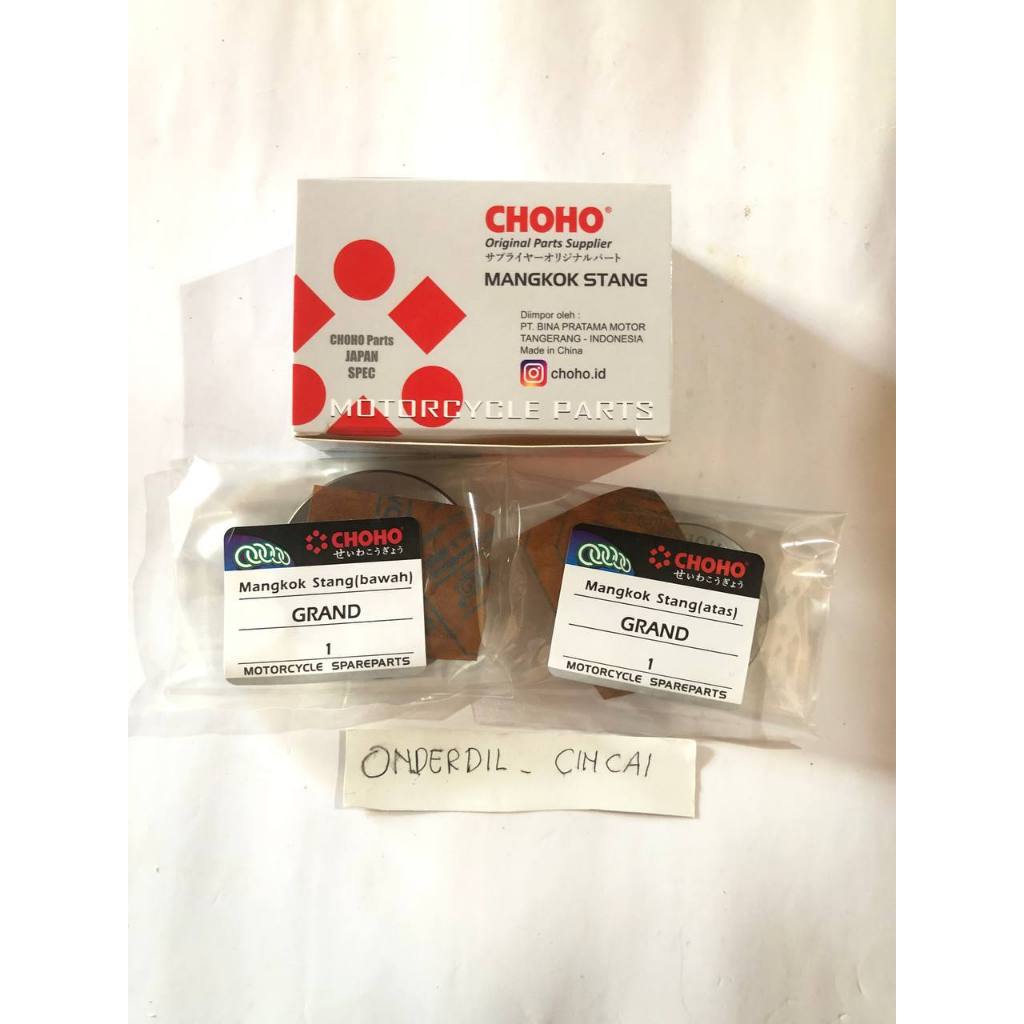 CHOHO®
Original Parts Supplier
サプライヤーオリジナルパート
MANGKOK STANG
Diimpor oleh :
PT. BINA PRATAMA MOTOR
TANGERANG - INDONESIA
Made in China
choho.id
CHOHO Parts
JAPAN
SPEC
MOTORCYCLE PARTS
CHOHO®
せいわこうぎょう
Mangkok Stang(bawah)
GRAND
1
MOTORCYCLE SPAREPARTS
CHOHO®
せいわこうぎょう
Mangkok Stang(atas)
GRAND
1
MOTORCYCLE SPAREPARTS
ONDERDIL - CINCAI